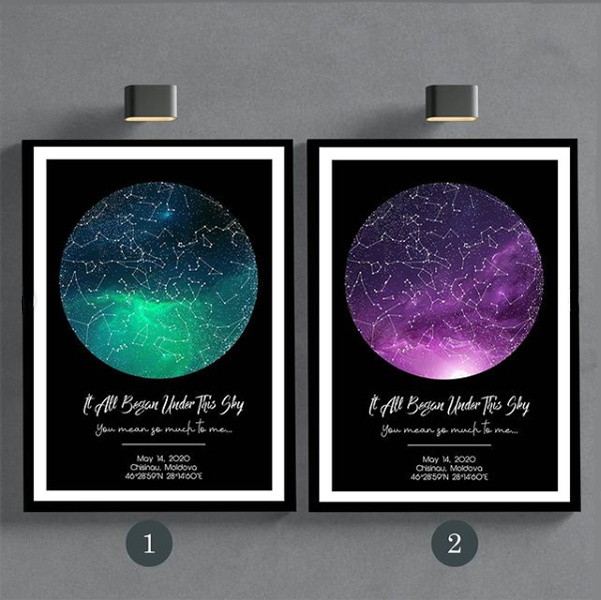 It All Began Under This Sky
You mean so much to me...
May 14, 2020
Chisinau, Moldova
46°28'59"N 28°14'60"E
It All Began Under This Sky
You mean so much to me...
May 14, 2020
Chisinau, Moldova
46°28'59"N 28°14'60"E
1
2